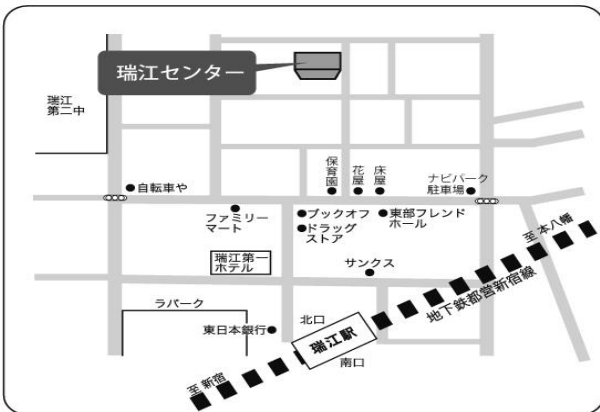 瑞江センター
瑞江
第二中
自転車や
保育園
花屋
床屋
ナビパーク
駐車場
ファミリー
マート
ブックオフ
ドラッグ
ストア
東部フレンド
ホール
瑞江第一
ホテル
サンクス
至本八幡
地下鉄都営新宿線
ラパーク
東日本銀行
北口
瑞江駅
南口
至新宿